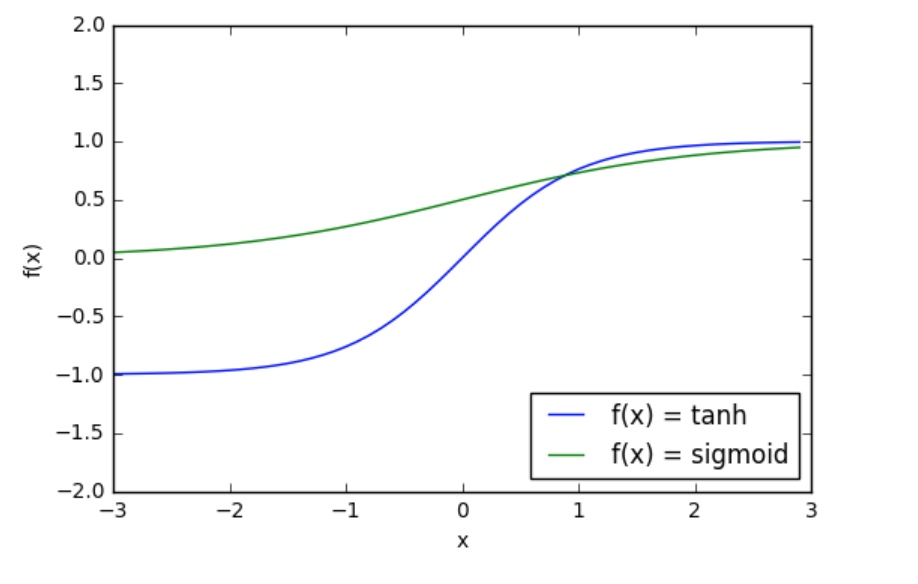 2.0
1.5
1.0
0.5
0.0
−0.5
−1.0
−1.5
−2.0
f(x)
f(x) = tanh
f(x) = sigmoid
−3 −2 −1 0 1 2 3
x